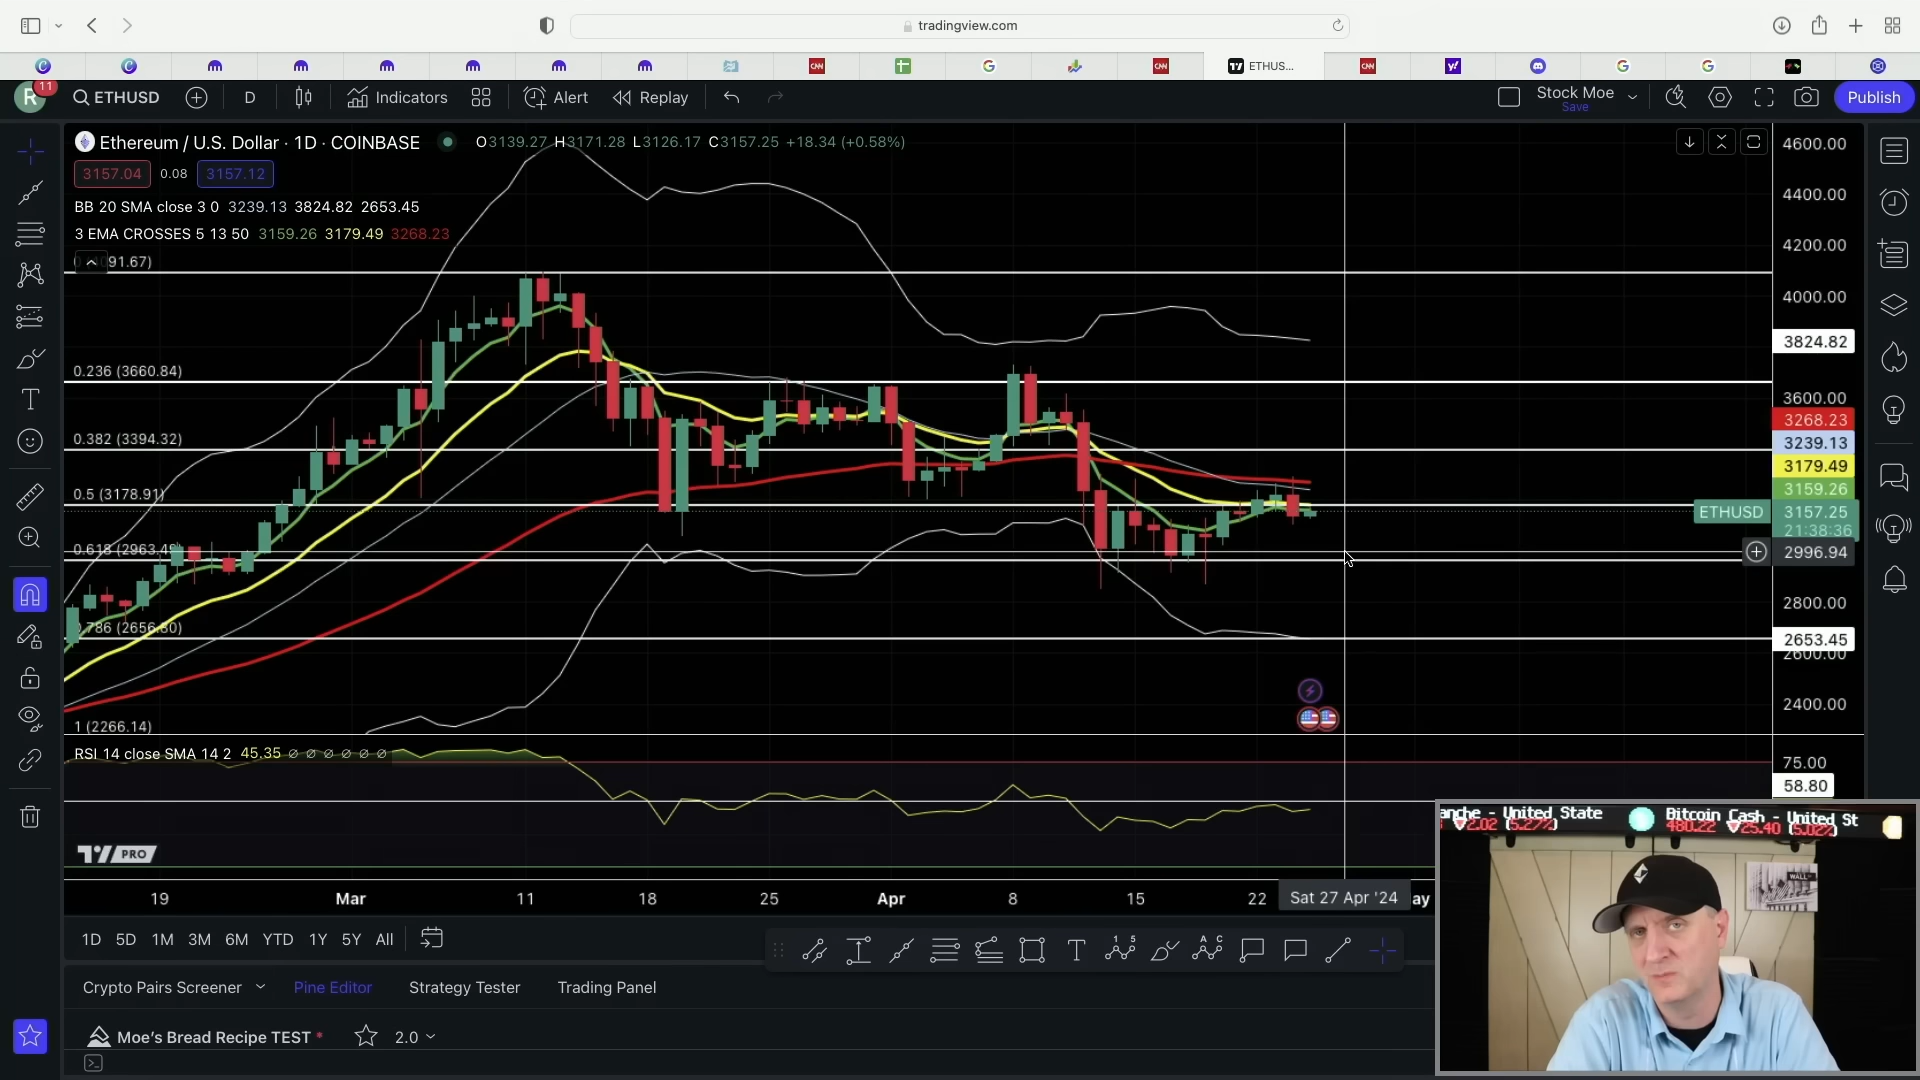 tradingview.com
ETHUS...
R 11 ETHUSD D Indicators Alert Replay Stock Moe Save Publish
Ethereum / U.S. Dollar · 1D · COINBASE O3139.27 H3171.28 L3126.17 C3157.25 +18.34 (+0.58%)
3157.04 0.08 3157.12
BB 20 SMA close 3 0 3239.13 3824.82 2653.45
3 EMA CROSSES 5 13 50 3159.26 3179.49 3268.23
0.236 (3660.84)
0.382 (3394.32)
0.5 (3178.91)
0.618 (2963.49)
0.786 (2656.80)
1 (2266.14)
4600.00
4400.00
4200.00
4000.00
3824.82
3600.00
3268.23
3239.13
3179.49
3159.26
ETHUSD 3157.25
21:38:36
2996.94
2800.00
2653.45
2600.00
2400.00
RSI 14 close SMA 14 2 45.35 ∅ ∅ ∅ ∅ ∅ ∅
75.00
58.80
PRO
19 Mar 11 18 25 Apr 8 15 22 Sat 27 Apr '24 ay
1D 5D 1M 3M 6M YTD 1Y 5Y All
Crypto Pairs Screener Pine Editor Strategy Tester Trading Panel
Moe's Bread Recipe TEST * 2.0
anche - United State Bitcoin Cash - United St
2.02 (5.27%) 480.22 25.40 (5.02%)
WALL